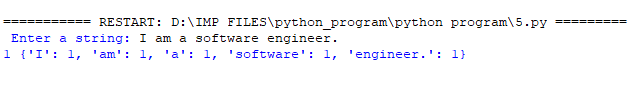 =========== RESTART: D:\IMP FILES\python_program\python program\5.py =========
Enter a string: I am a software engineer.
1 {'I': 1, 'am': 1, 'a': 1, 'software': 1, 'engineer.': 1}